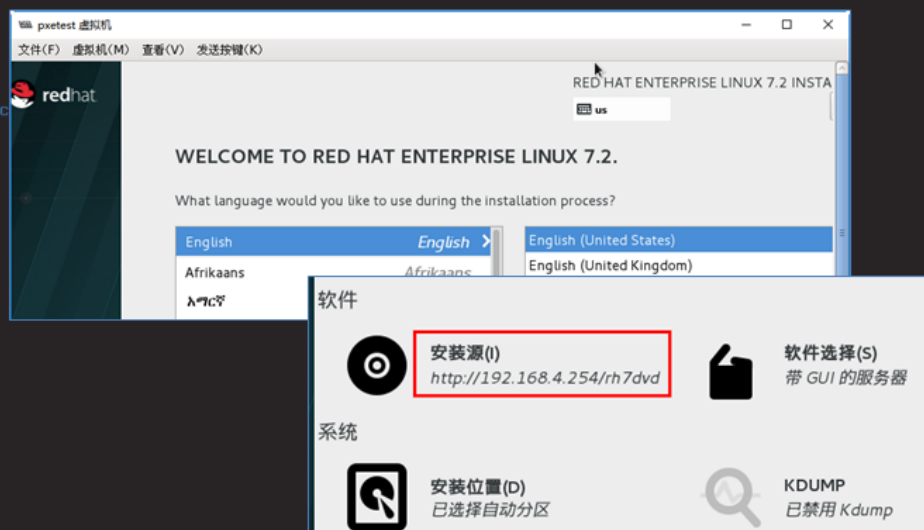 pxetest 虚拟机
文件(F) 虚拟机(M) 查看(V) 发送按键(K)
redhat
RED HAT ENTERPRISE LINUX 7.2 INSTA
us
WELCOME TO RED HAT ENTERPRISE LINUX 7.2.
What language would you like to use during the installation process?
English English
English (United States)
Afrikaans Afrikaans
English (United Kingdom)
አማርኛ
软件
安装源(I)
http://192.168.4.254/rh7dvd
软件选择(S)
带 GUI 的服务器
系统
安装位置(D)
已选择自动分区
KDUMP
已禁用 Kdump